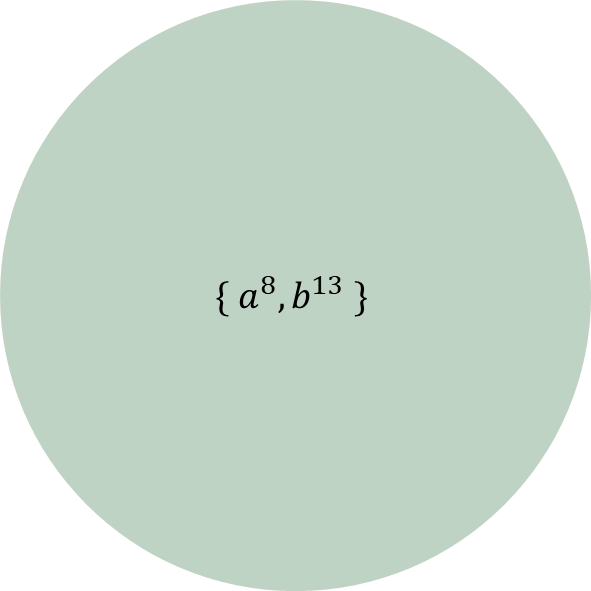 { a⁸, b¹³ }